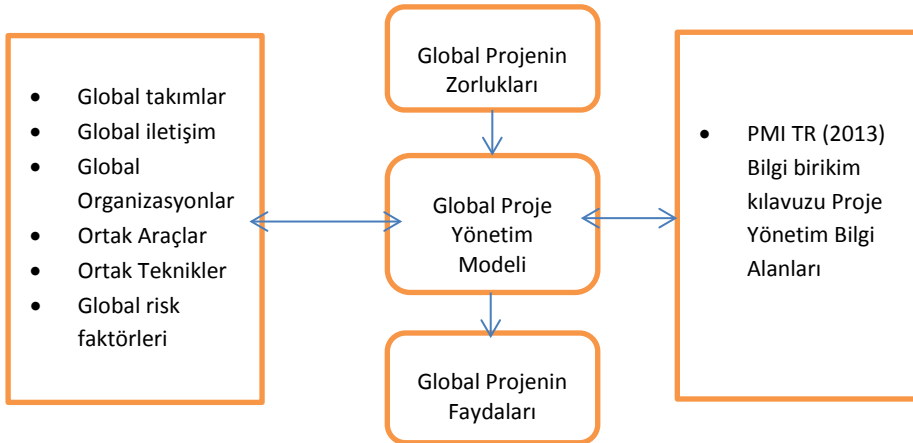 Global Projenin
Zorlukları
• Global takımlar
• Global iletişim
• Global
Organizasyonlar
• Ortak Araçlar
• Ortak Teknikler
• Global risk
faktörleri
Global Proje
Yönetim
Modeli
• PMI TR (2013)
Bilgi birikim
kılavuzu Proje
Yönetim Bilgi
Alanları
Global Projenin
Faydaları